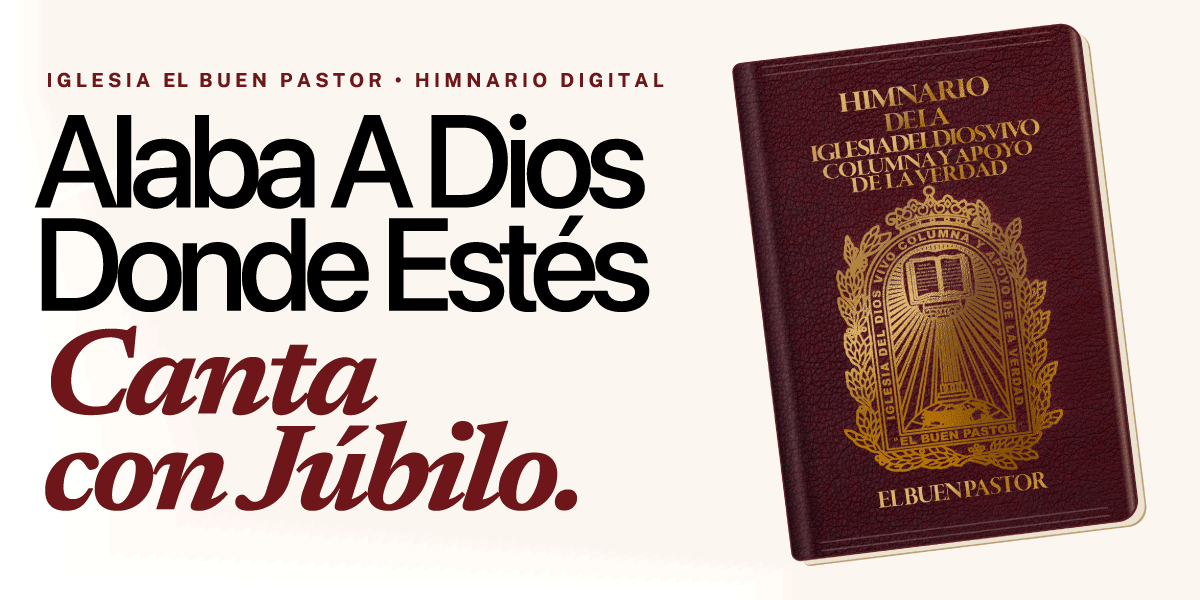 IGLESIA EL BUEN PASTOR • HIMNARIO DIGITAL
Alaba A Dios
Donde Estés
Canta
con Júbilo.
HIMNARIO
DE LA
IGLESIA DEL DIOS VIVO
COLUMNA Y APOYO
DE LA VERDAD
IGLESIA DEL DIOS VIVO COLUMNA Y APOYO DE LA VERDAD
"EL BUEN PASTOR"
EL BUEN PASTOR